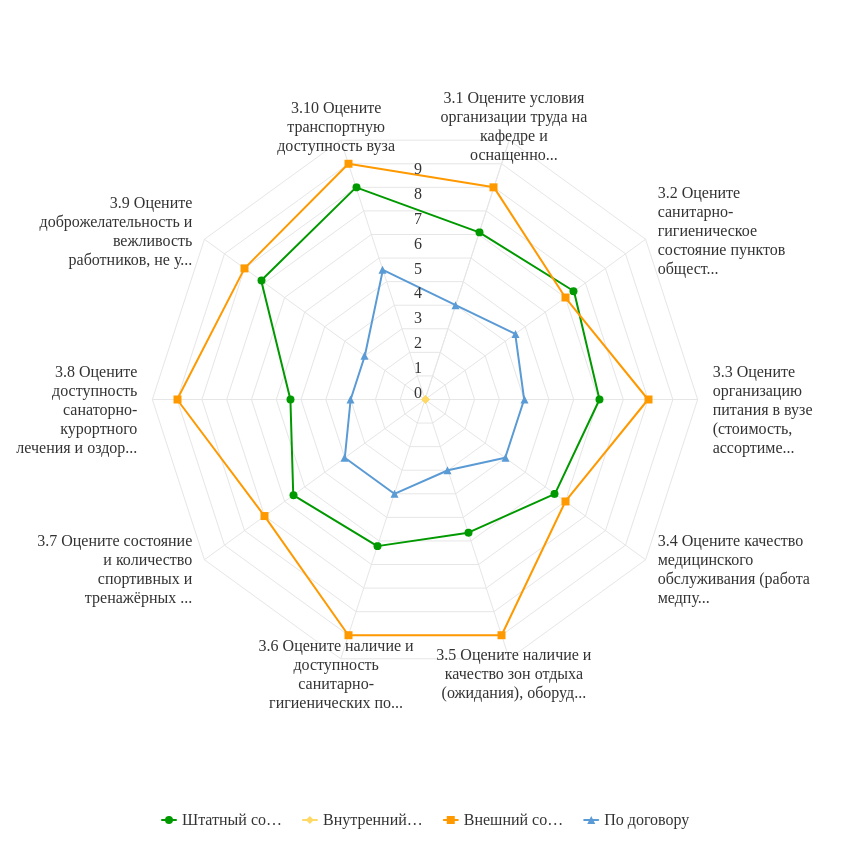 3.10 Оцените
транспортную
доступность вуза
3.1 Оцените условия
организации труда на
кафедре и
оснащенно...
3.2 Оцените
санитарно-
гигиеническое
состояние пунктов
общест...
3.9 Оцените
доброжелательность и
вежливость
работников, не у...
9
8
7
6
5
4
3
2
1
0
3.8 Оцените
доступность
санаторно-
курортного
лечения и оздор...
3.3 Оцените
организацию
питания в вузе
(стоимость,
ассортиме...
3.7 Оцените состояние
и количество
спортивных и
тренажёрных ...
3.4 Оцените качество
медицинского
обслуживания (работа
медпу...
3.6 Оцените наличие и
доступность
санитарно-
гигиенических по...
3.5 Оцените наличие и
качество зон отдыха
(ожидания), оборуд...
Штатный со… Внутренний… Внешний со… По договору